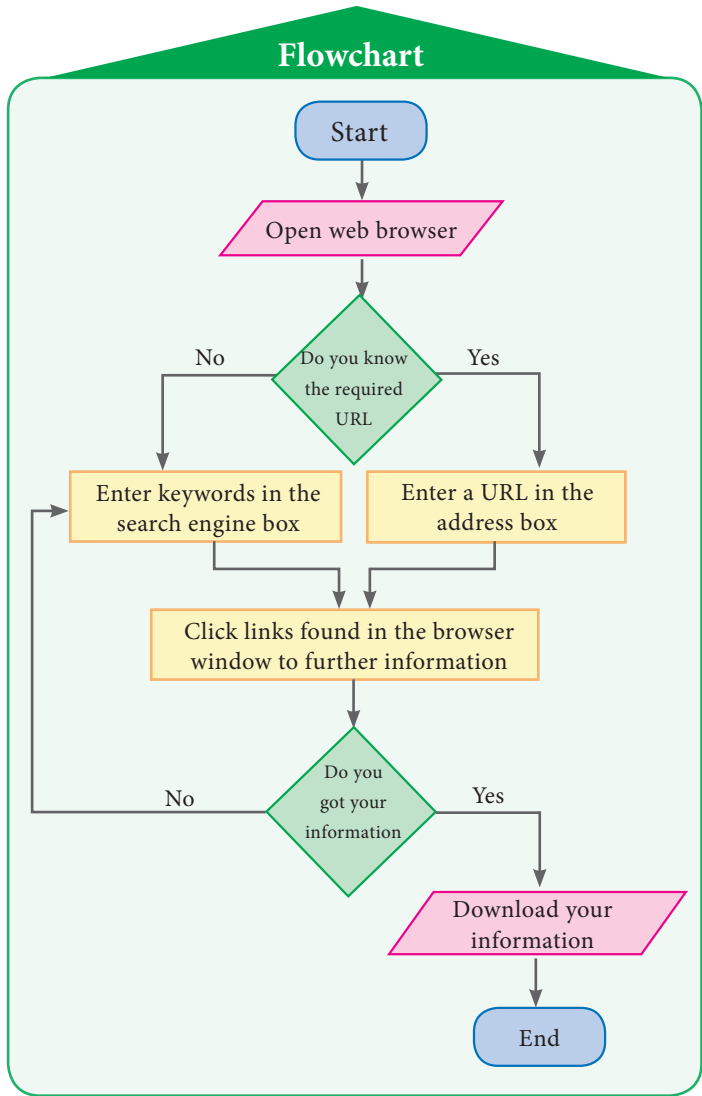 Flowchart
Start
Open web browser
Do you know
the required
URL
No
Yes
Enter keywords in the
search engine box
Enter a URL in the
address box
Click links found in the browser
window to further information
Do you
got your
information
No
Yes
Download your
information
End